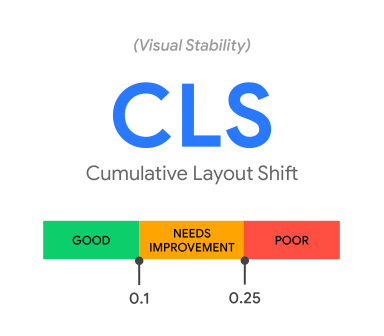 (Visual Stability)
CLS
Cumulative Layout Shift
GOOD
NEEDS
IMPROVEMENT
POOR
0.1
0.25